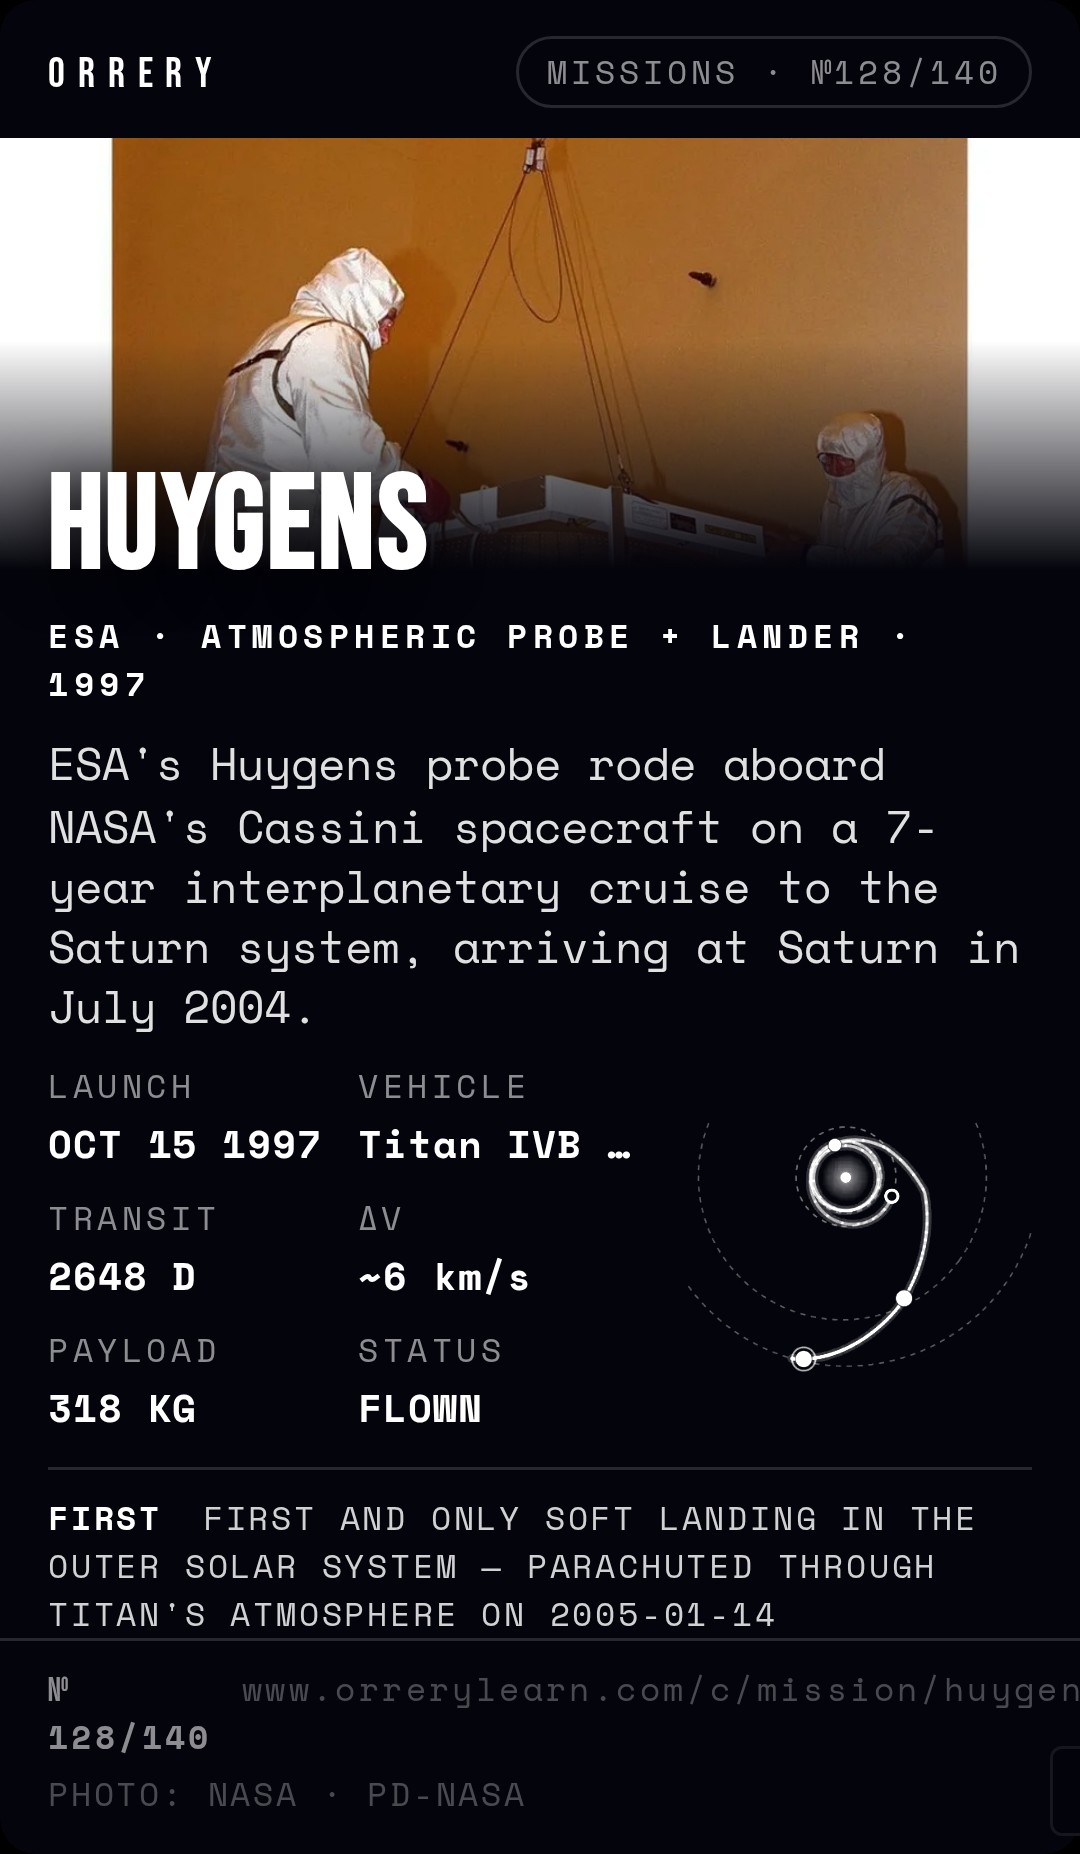 ORRERY
MISSIONS · №128/140
HUYGENS
ESA · ATMOSPHERIC PROBE + LANDER ·
1997
ESA's Huygens probe rode aboard
NASA's Cassini spacecraft on a 7-
year interplanetary cruise to the
Saturn system, arriving at Saturn in
July 2004.
LAUNCH VEHICLE
OCT 15 1997 Titan IVB …
TRANSIT ΔV
2648 D ~6 km/s
PAYLOAD STATUS
318 KG FLOWN
FIRST FIRST AND ONLY SOFT LANDING IN THE
OUTER SOLAR SYSTEM — PARACHUTED THROUGH
TITAN'S ATMOSPHERE ON 2005-01-14
№ www.orrerylearn.com/c/mission/huygen
128/140
PHOTO: NASA · PD-NASA